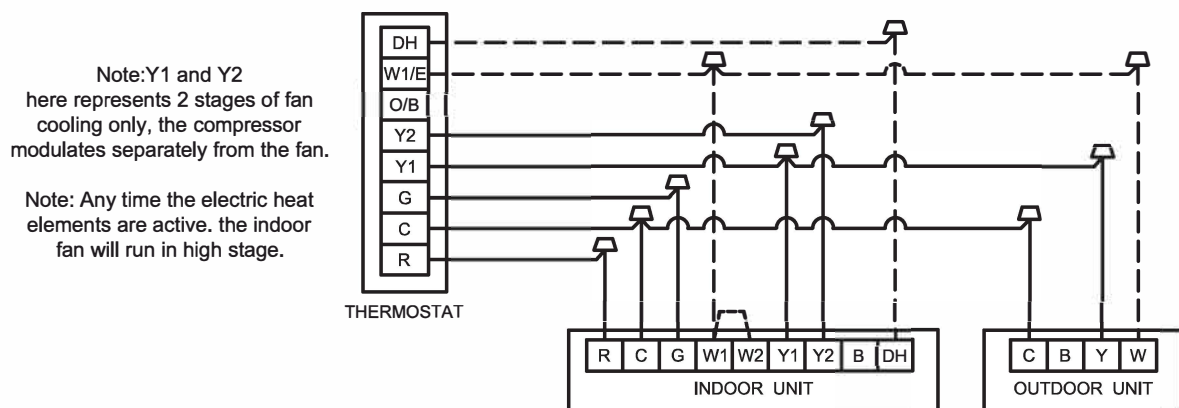 Note:Y1 and Y2
here represents 2 stages of fan
cooling only, the compressor
modulates separately from the fan.
Note: Any time the electric heat
elements are active. the indoor
fan will run in high stage.
DH
W1/E
O/B
Y2
Y1
G
C
R
THERMOSTAT
R C G W1 W2 Y1 Y2 B DH
INDOOR UNIT
C B Y W
OUTDOOR UNIT